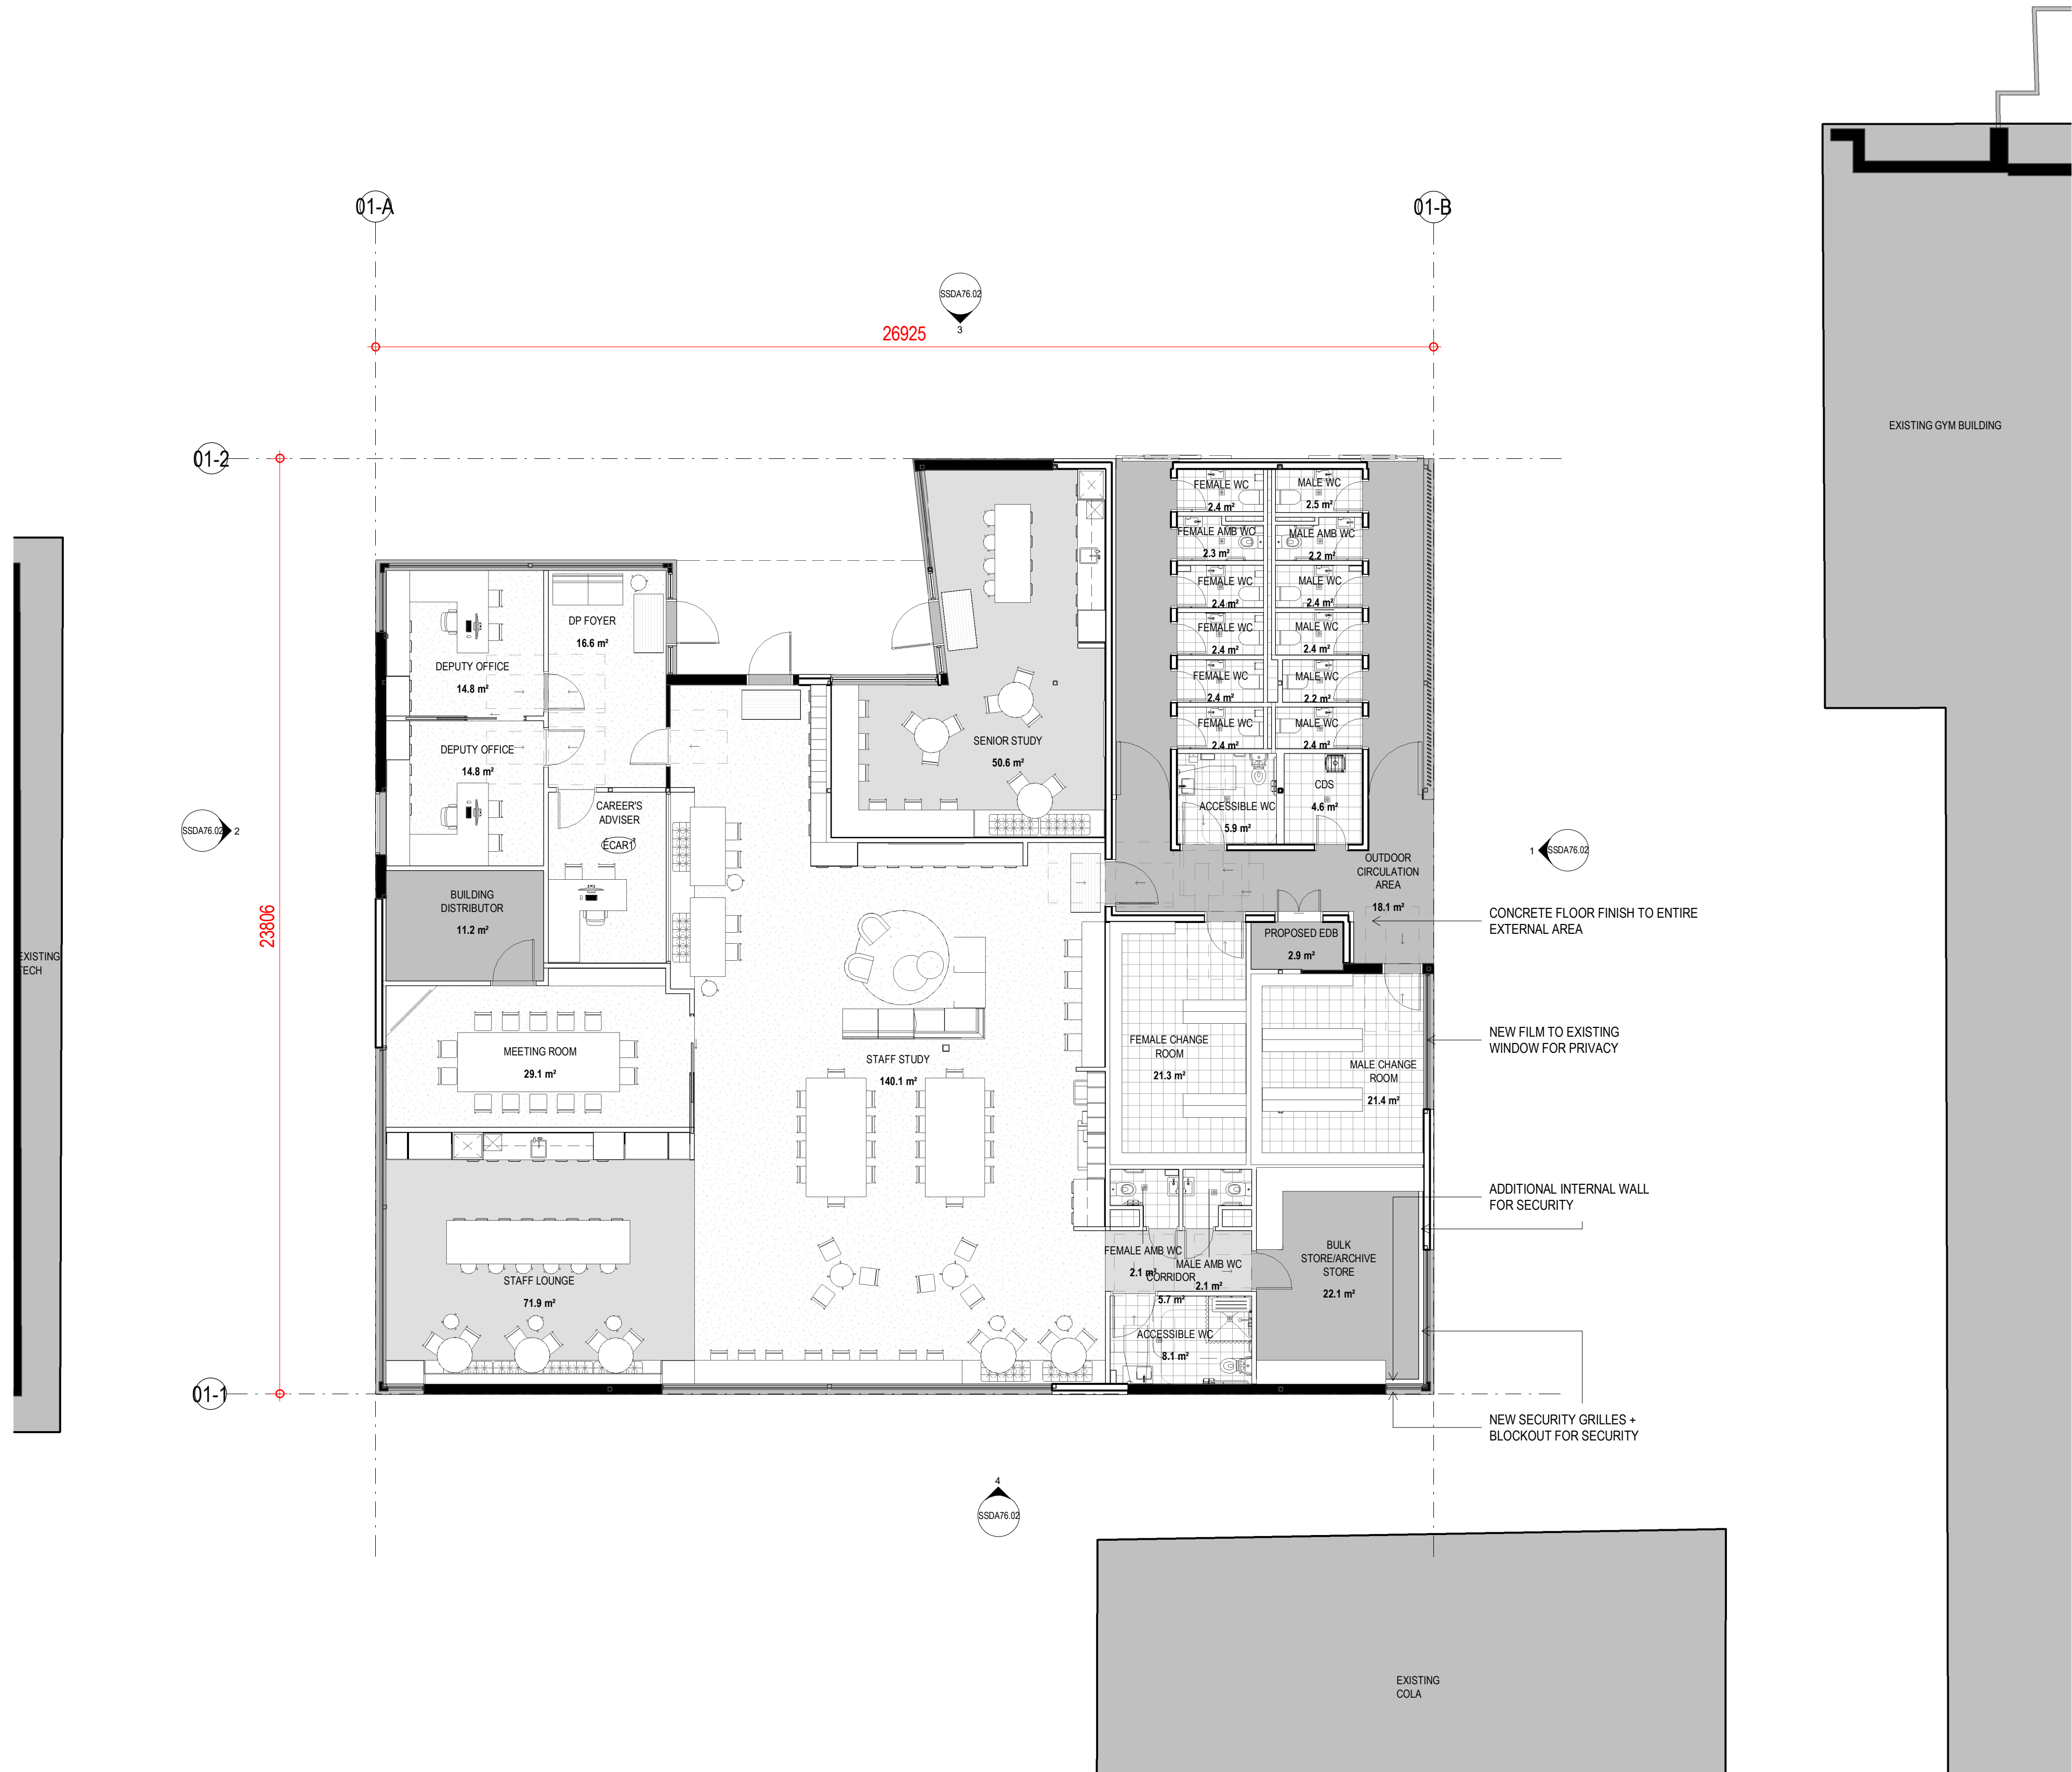 01-A
01-B
SSDA76.02
3
26925
EXISTING GYM BUILDING
01-2
FEMALE WC
2.4 m²
MALE WC
2.5 m²
FEMALE AMB WC
2.3 m²
MALE AMB WC
2.2 m²
FEMALE WC
2.4 m²
MALE WC
2.4 m²
DP FOYER
16.6 m²
FEMALE WC
2.4 m²
MALE WC
2.4 m²
DEPUTY OFFICE
14.8 m²
FEMALE WC
2.4 m²
MALE WC
2.2 m²
FEMALE WC
2.4 m²
MALE WC
2.4 m²
DEPUTY OFFICE
14.8 m²
SENIOR STUDY
50.6 m²
CAREER'S
ADVISER
ECAR1
ACCESSIBLE WC
5.9 m²
CDS
4.6 m²
SSDA76.02
2
1
SSDA76.02
OUTDOOR
CIRCULATION
AREA
18.1 m²
BUILDING
DISTRIBUTOR
11.2 m²
23806
CONCRETE FLOOR FINISH TO ENTIRE
EXTERNAL AREA
PROPOSED EDB
2.9 m²
EXISTING
TECH
MEETING ROOM
29.1 m²
STAFF STUDY
140.1 m²
FEMALE CHANGE
ROOM
21.3 m²
MALE CHANGE
ROOM
21.4 m²
NEW FILM TO EXISTING
WINDOW FOR PRIVACY
ADDITIONAL INTERNAL WALL
FOR SECURITY
FEMALE AMB WC
2.1 m²
MALE AMB WC
2.1 m²
CORRIDOR
5.7 m²
BULK
STORE/ARCHIVE
STORE
22.1 m²
STAFF LOUNGE
71.9 m²
ACCESSIBLE WC
8.1 m²
01-1
NEW SECURITY GRILLES +
BLOCKOUT FOR SECURITY
4
SSDA76.02
EXISTING
COLA